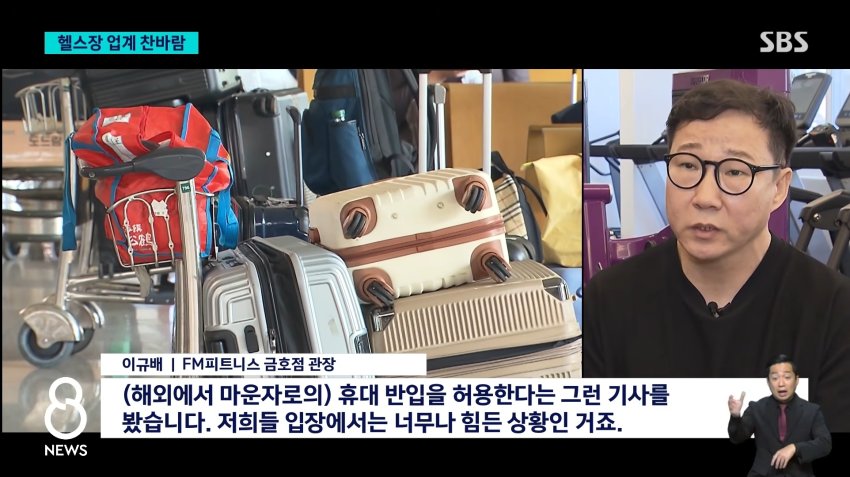 헬스장 업계 찬바람
SBS
이규배 | FM피트니스 금호점 관장
(해외에서 마운자로의) 휴대 반입을 허용한다는 그런 기사를
봤습니다. 저희들 입장에서는 너무나 힘든 상황인 거죠.
8
NEWS